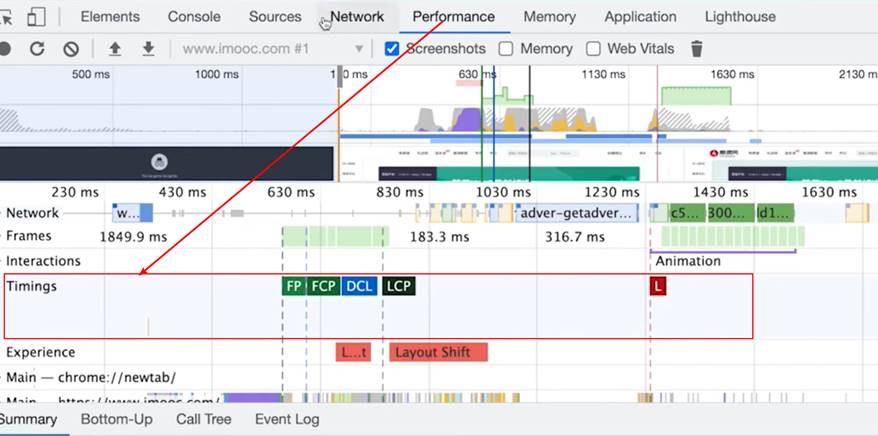 Elements Console Sources Network Performance Memory Application Lighthouse
www.imooc.com #1 Screenshots Memory Web Vitals
500 ms 1000 ms 0 ms 630 ms 1130 ms 1630 ms 2130 m
230 ms 430 ms 630 ms 830 ms 1030 ms 1230 ms 1430 ms 1630 ms
Network w... adver-getadver... c5... 300... ld1...
Frames 1849.9 ms 183.3 ms 316.7 ms
Interactions Animation
Timings FP FCP DCL LCP L
Experience L...t Layout Shift
Main — chrome://newtab/
Main — https://www.imooc.com/
Summary Bottom-Up Call Tree Event Log